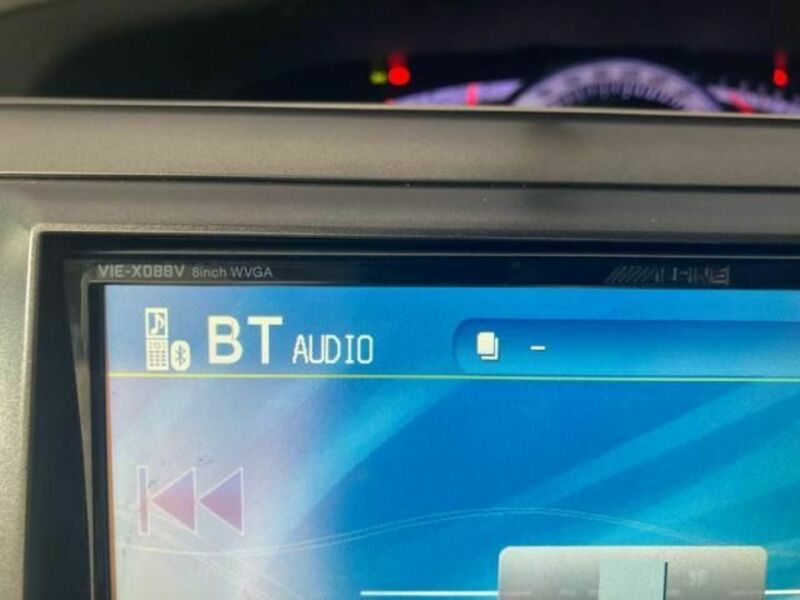 VIE-X088V 8inch WVGA
ALPINE
BT AUDIO
–